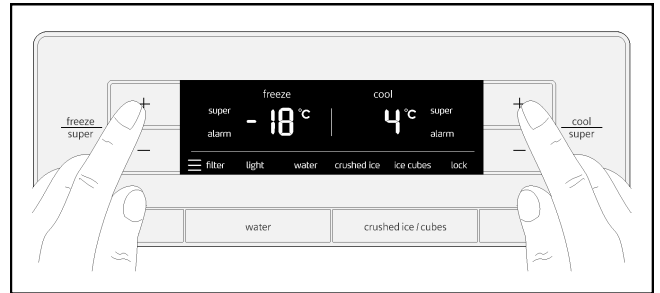 freeze
super
+
–
freeze cool
super - 18 °C 4 °C super
alarm alarm
filter light water crushed ice ice cubes lock
+
–
cool
super
water crushed ice / cubes